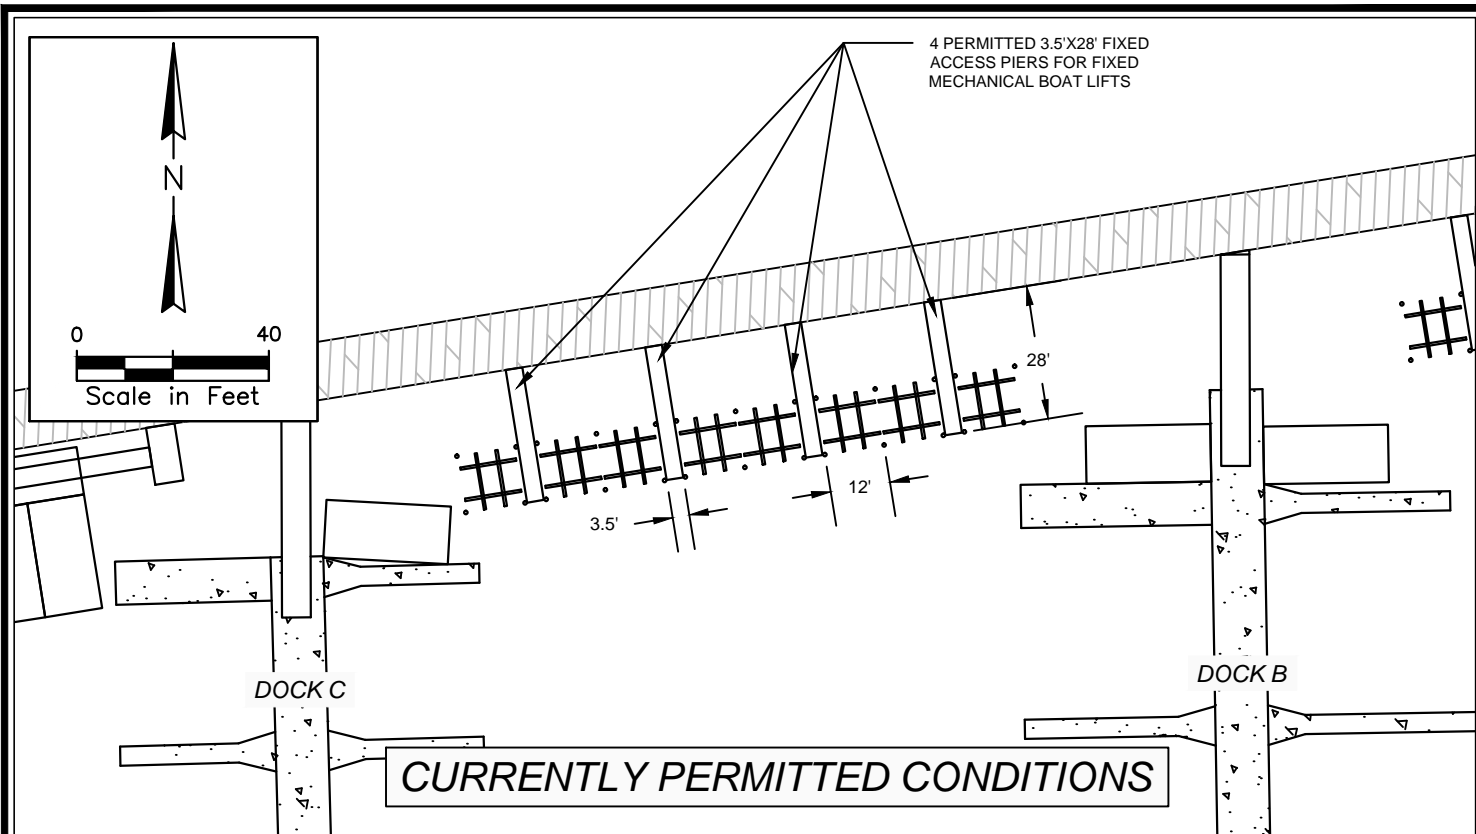 4 PERMITTED 3.5'X28' FIXED
ACCESS PIERS FOR FIXED
MECHANICAL BOAT LIFTS
N
0 40
Scale in Feet
28'
12'
3.5'
DOCK C
DOCK B
CURRENTLY PERMITTED CONDITIONS